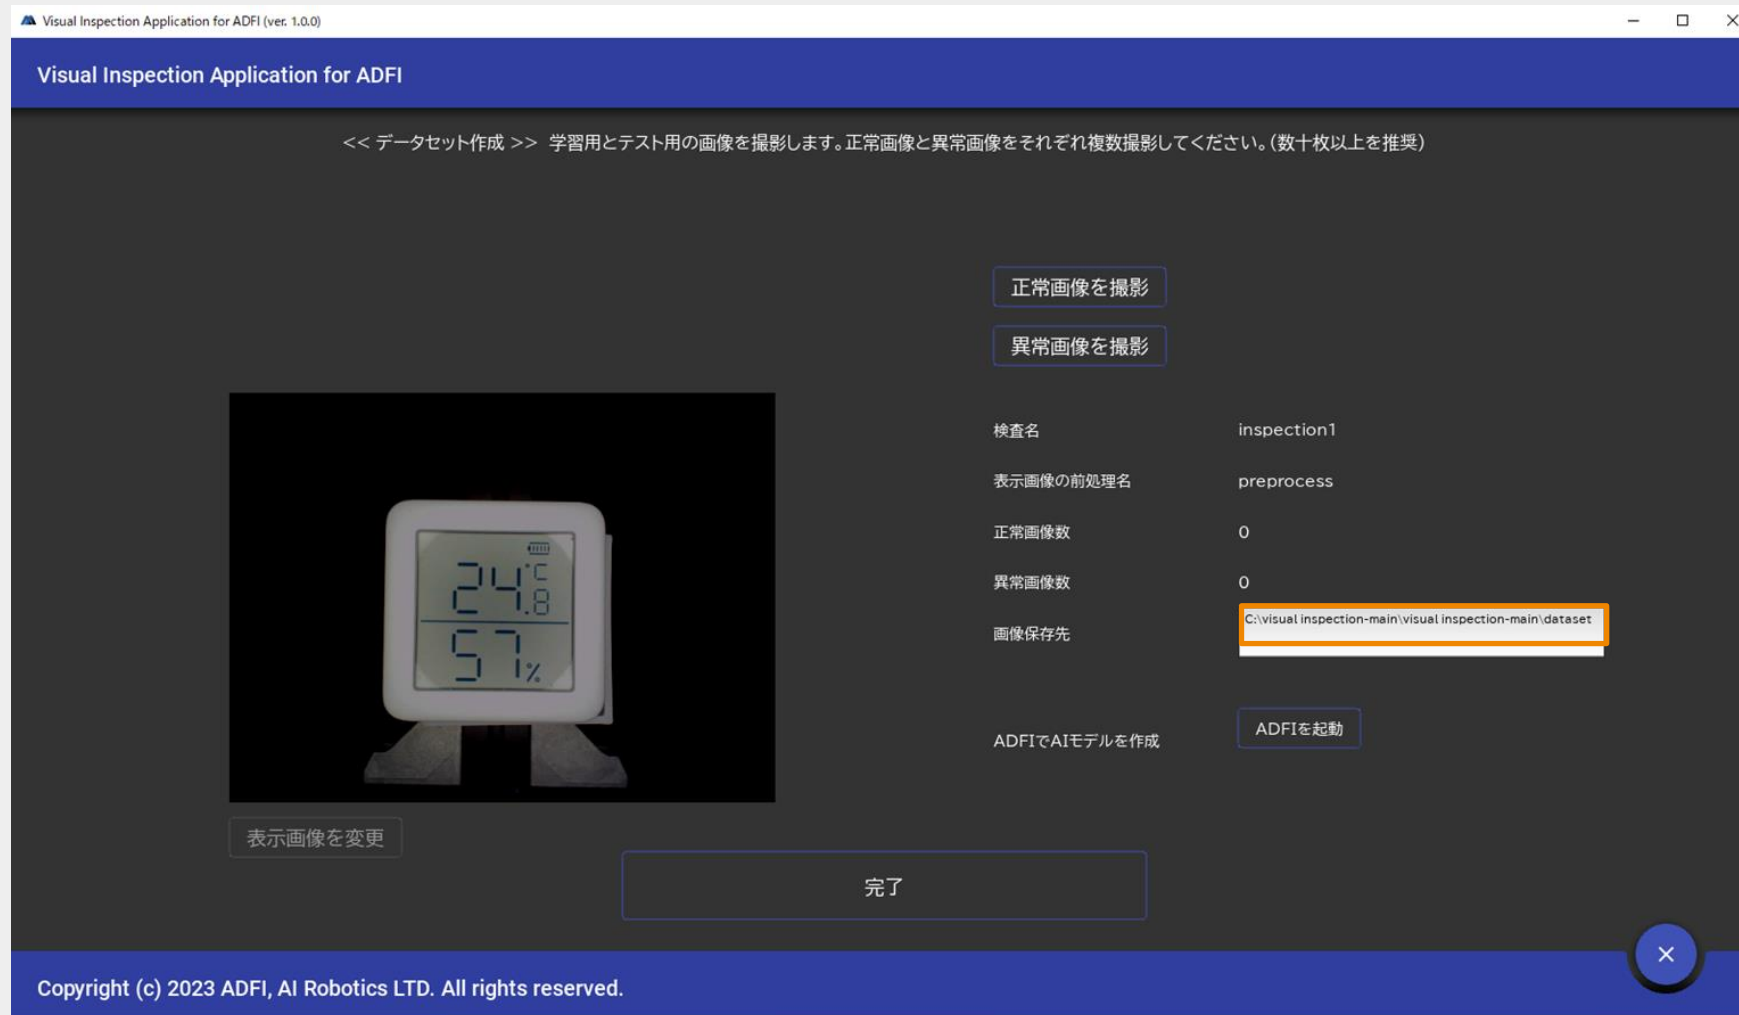 Visual Inspection Application for ADFI (ver. 1.0.0)
Visual Inspection Application for ADFI
<< データセット作成 >> 学習用とテスト用の画像を撮影します。正常画像と異常画像をそれぞれ複数撮影してください。(数十枚以上を推奨)
正常画像を撮影
異常画像を撮影
検査名 inspection1
表示画像の前処理名 preprocess
正常画像数 0
異常画像数 0
画像保存先 C:\visual inspection-main\visual inspection-main\dataset
ADFIでAIモデルを作成 ADFIを起動
24.8°C
57%
表示画像を変更
完了
Copyright (c) 2023 ADFI, AI Robotics LTD. All rights reserved.